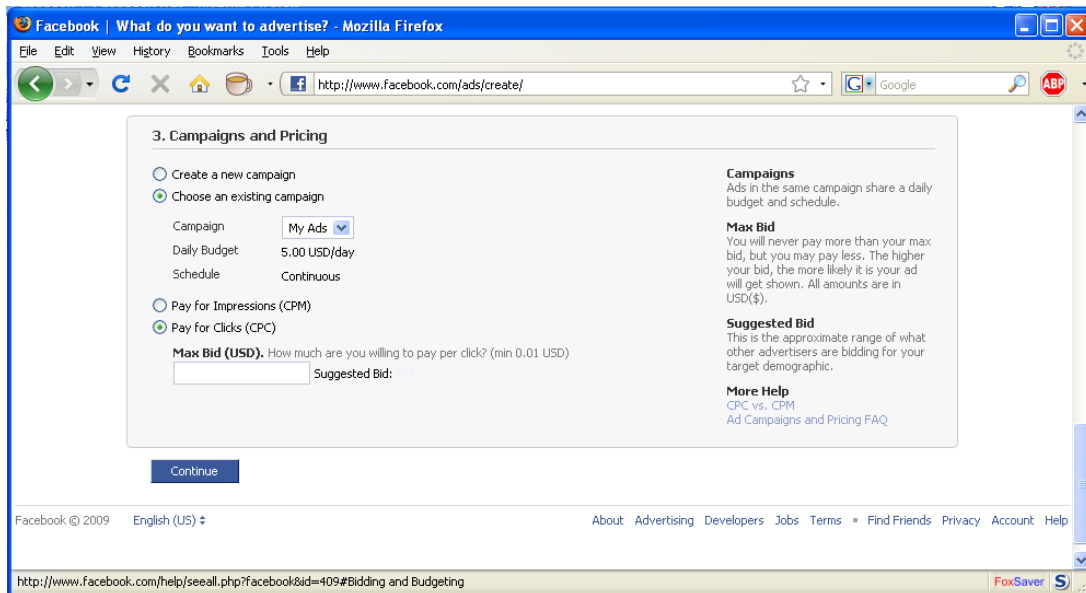 Facebook | What do you want to advertise? - Mozilla Firefox
File Edit View History Bookmarks Tools Help
http://www.facebook.com/ads/create/ G Google ABP
3. Campaigns and Pricing
Create a new campaign
Choose an existing campaign
Campaign My Ads
Daily Budget 5.00 USD/day
Schedule Continuous
Pay for Impressions (CPM)
Pay for Clicks (CPC)
Max Bid (USD). How much are you willing to pay per click? (min 0.01 USD)
Suggested Bid:
Campaigns
Ads in the same campaign share a daily
budget and schedule.
Max Bid
You will never pay more than your max
bid, but you may pay less. The higher
your bid, the more likely it is your ad
will get shown. All amounts are in
USD($).
Suggested Bid
This is the approximate range of what
other advertisers are bidding for your
target demographic.
More Help
CPC vs. CPM
Ad Campaigns and Pricing FAQ
Continue
Facebook © 2009 English (US) About Advertising Developers Jobs Terms Find Friends Privacy Account Help
http://www.facebook.com/help/seeall.php?facebook&id=409#Bidding and Budgeting FoxSaver S